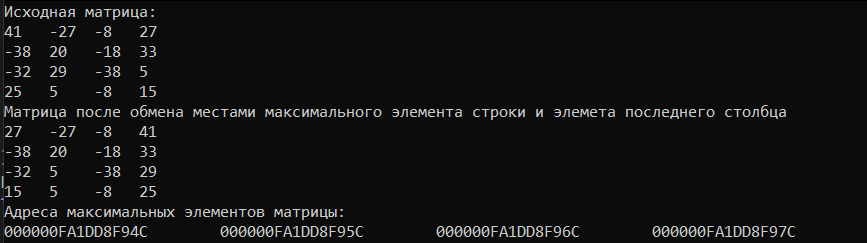 Исходная матрица:
41 -27 -8 27
-38 20 -18 33
-32 29 -38 5
25 5 -8 15
Матрица после обмена местами максимального элемента строки и элемета последнего столбца
27 -27 -8 41
-38 20 -18 33
-32 5 -38 29
15 5 -8 25
Адреса максимальных элементов матрицы:
000000FA1DD8F94C 000000FA1DD8F95C 000000FA1DD8F96C 000000FA1DD8F97C